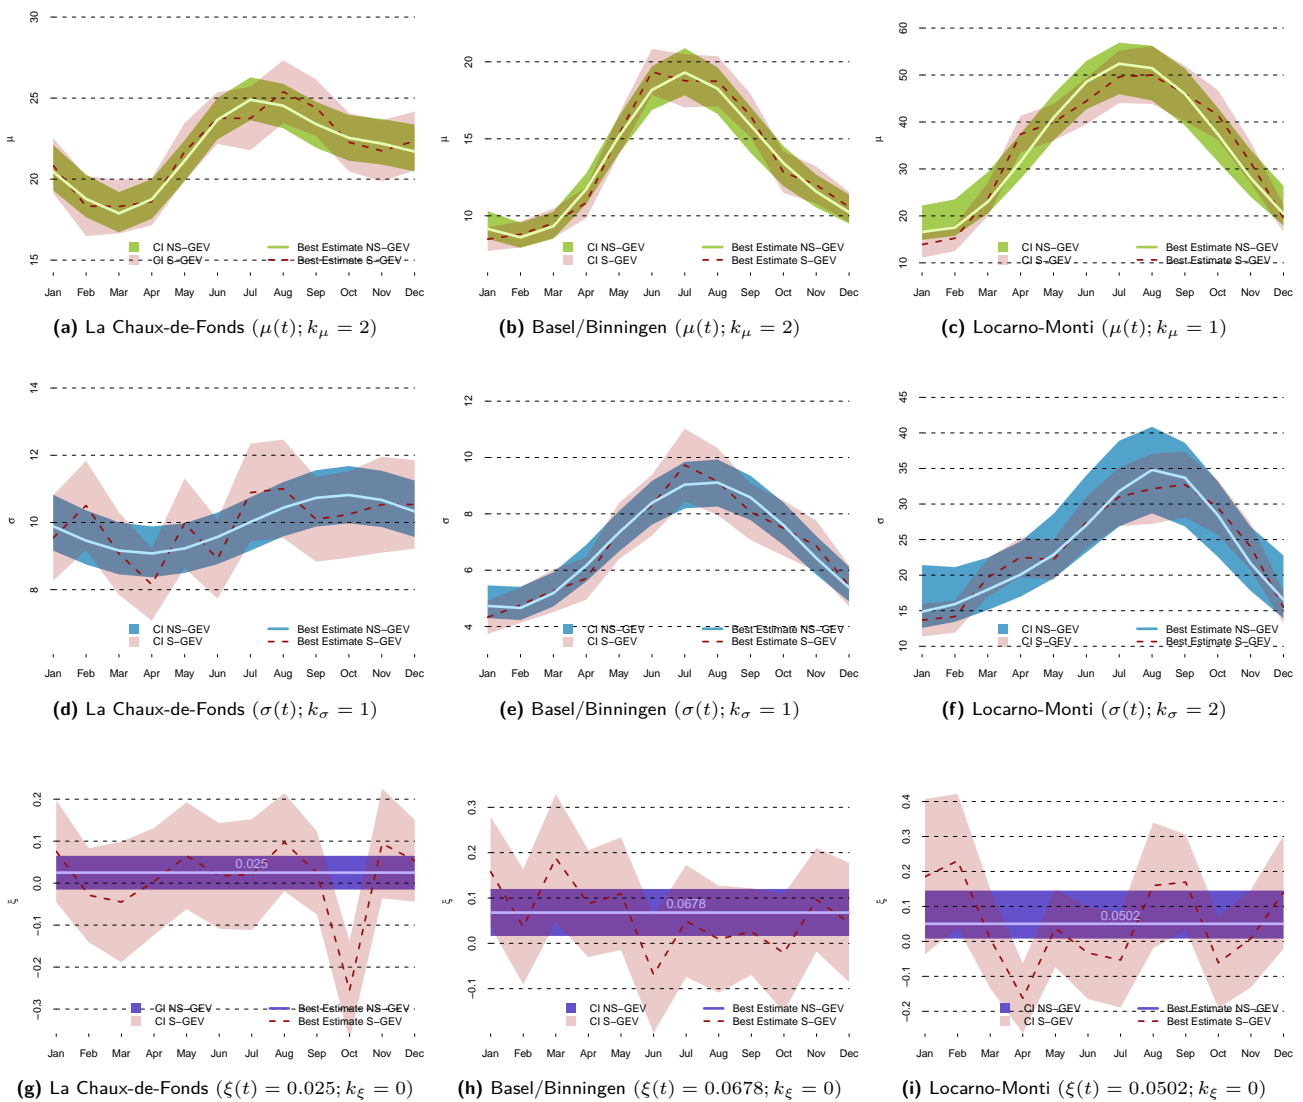 30
25
20
15
μ
CI NS−GEV Best Estimate NS−GEV
CI S−GEV Best Estimate S−GEV
Jan Feb Mar Apr May Jun Jul Aug Sep Oct Nov Dec
(a) La Chaux-de-Fonds (μ(t); kμ = 2)
20
15
10
μ
CI NS−GEV Best Estimate NS−GEV
CI S−GEV Best Estimate S−GEV
Jan Feb Mar Apr May Jun Jul Aug Sep Oct Nov Dec
(b) Basel/Binningen (μ(t); kμ = 2)
60
50
40
30
20
10
μ
CI NS−GEV Best Estimate NS−GEV
CI S−GEV Best Estimate S−GEV
Jan Feb Mar Apr May Jun Jul Aug Sep Oct Nov Dec
(c) Locarno-Monti (μ(t); kμ = 1)
14
12
10
8
σ
CI NS−GEV Best Estimate NS−GEV
CI S−GEV Best Estimate S−GEV
Jan Feb Mar Apr May Jun Jul Aug Sep Oct Nov Dec
(d) La Chaux-de-Fonds (σ(t); kσ = 1)
12
10
8
6
4
σ
CI NS−GEV Best Estimate NS−GEV
CI S−GEV Best Estimate S−GEV
Jan Feb Mar Apr May Jun Jul Aug Sep Oct Nov Dec
(e) Basel/Binningen (σ(t); kσ = 1)
45
40
35
30
25
20
15
10
σ
CI NS−GEV Best Estimate NS−GEV
CI S−GEV Best Estimate S−GEV
Jan Feb Mar Apr May Jun Jul Aug Sep Oct Nov Dec
(f) Locarno-Monti (σ(t); kσ = 2)
0.2
0.1
0.0
−0.1
−0.2
−0.3
ξ
0.025
CI NS−GEV Best Estimate NS−GEV
CI S−GEV Best Estimate S−GEV
Jan Feb Mar Apr May Jun Jul Aug Sep Oct Nov Dec
(g) La Chaux-de-Fonds (ξ(t) = 0.025; kξ = 0)
0.3
0.2
0.1
0.0
−0.1
ξ
0.0678
CI NS−GEV Best Estimate NS−GEV
CI S−GEV Best Estimate S−GEV
Jan Feb Mar Apr May Jun Jul Aug Sep Oct Nov Dec
(h) Basel/Binningen (ξ(t) = 0.0678; kξ = 0)
0.4
0.3
0.2
0.1
0.0
−0.1
−0.2
ξ
0.0502
CI NS−GEV Best Estimate NS−GEV
CI S−GEV Best Estimate S−GEV
Jan Feb Mar Apr May Jun Jul Aug Sep Oct Nov Dec
(i) Locarno-Monti (ξ(t) = 0.0502; kξ = 0)